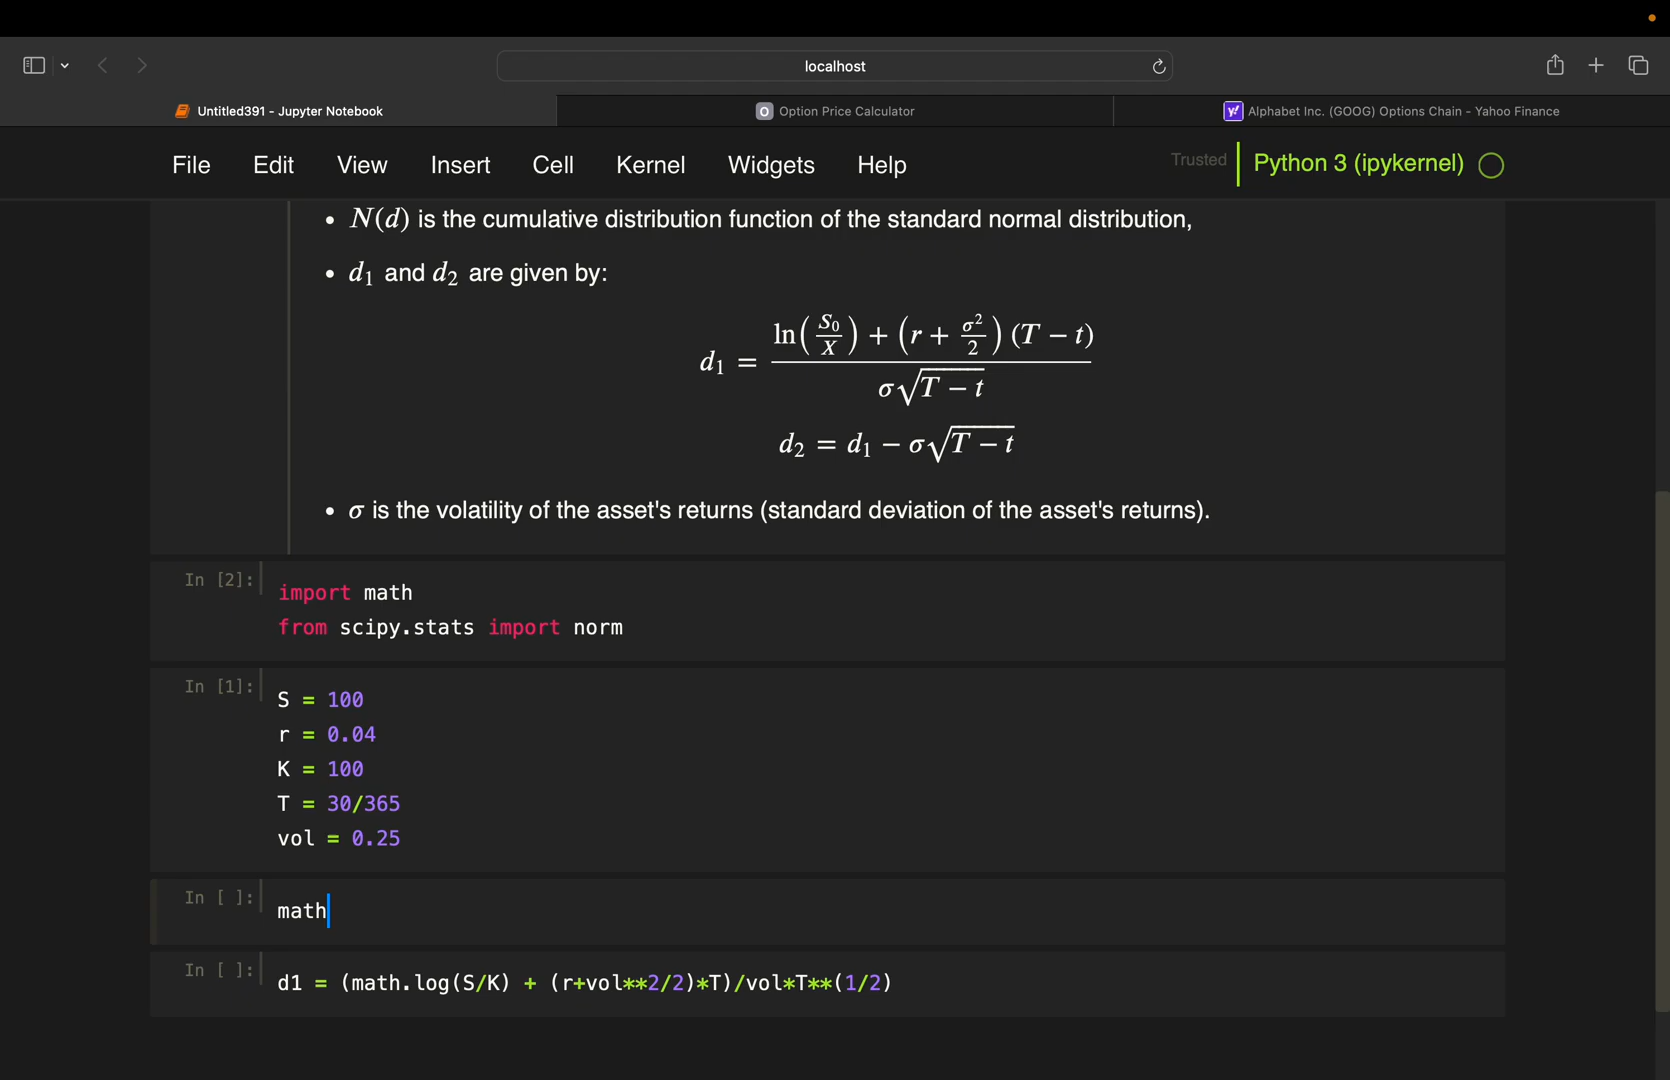 localhost
Untitled391 - Jupyter Notebook
O Option Price Calculator
y! Alphabet Inc. (GOOG) Options Chain - Yahoo Finance
File Edit View Insert Cell Kernel Widgets Help Trusted Python 3 (ipykernel)
• N(d) is the cumulative distribution function of the standard normal distribution,
• d₁ and d₂ are given by:
d₁ = (ln(S₀/X) + (r + σ²/2)(T − t)) / (σ√(T − t))
d₂ = d₁ − σ√(T − t)
• σ is the volatility of the asset's returns (standard deviation of the asset's returns).
In [2]:
import math
from scipy.stats import norm
In [1]:
S = 100
r = 0.04
K = 100
T = 30/365
vol = 0.25
In [ ]:
math
In [ ]:
d1 = (math.log(S/K) + (r+vol**2/2)*T)/vol*T**(1/2)